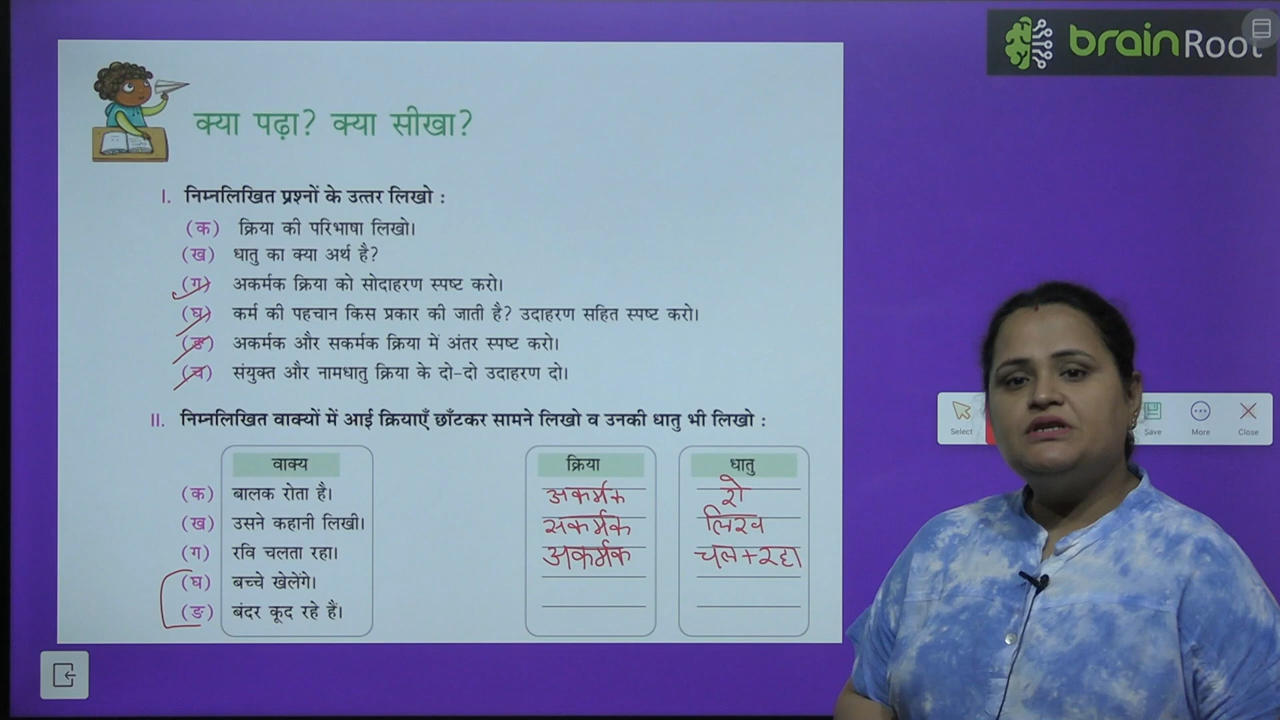 brainRoot
क्या पढ़ा? क्या सीखा?
I. निम्नलिखित प्रश्नों के उत्तर लिखो :
(क) क्रिया की परिभाषा लिखो।
(ख) धातु का क्या अर्थ है?
(ग) अकर्मक क्रिया को सोदाहरण स्पष्ट करो।
(घ) कर्म की पहचान किस प्रकार की जाती है? उदाहरण सहित स्पष्ट करो।
(ङ) अकर्मक और सकर्मक क्रिया में अंतर स्पष्ट करो।
(च) संयुक्त और नामधातु क्रिया के दो-दो उदाहरण दो।
II. निम्नलिखित वाक्यों में आई क्रियाएँ छाँटकर सामने लिखो व उनकी धातु भी लिखो :
वाक्य क्रिया धातु
(क) बालक रोता है। अकर्मक रो
(ख) उसने कहानी लिखी। सकर्मक लिख
(ग) रवि चलता रहा। अकर्मक चल+रहा
(घ) बच्चे खेलेंगे।
(ङ) बंदर कूद रहे हैं।
Select Save More Close